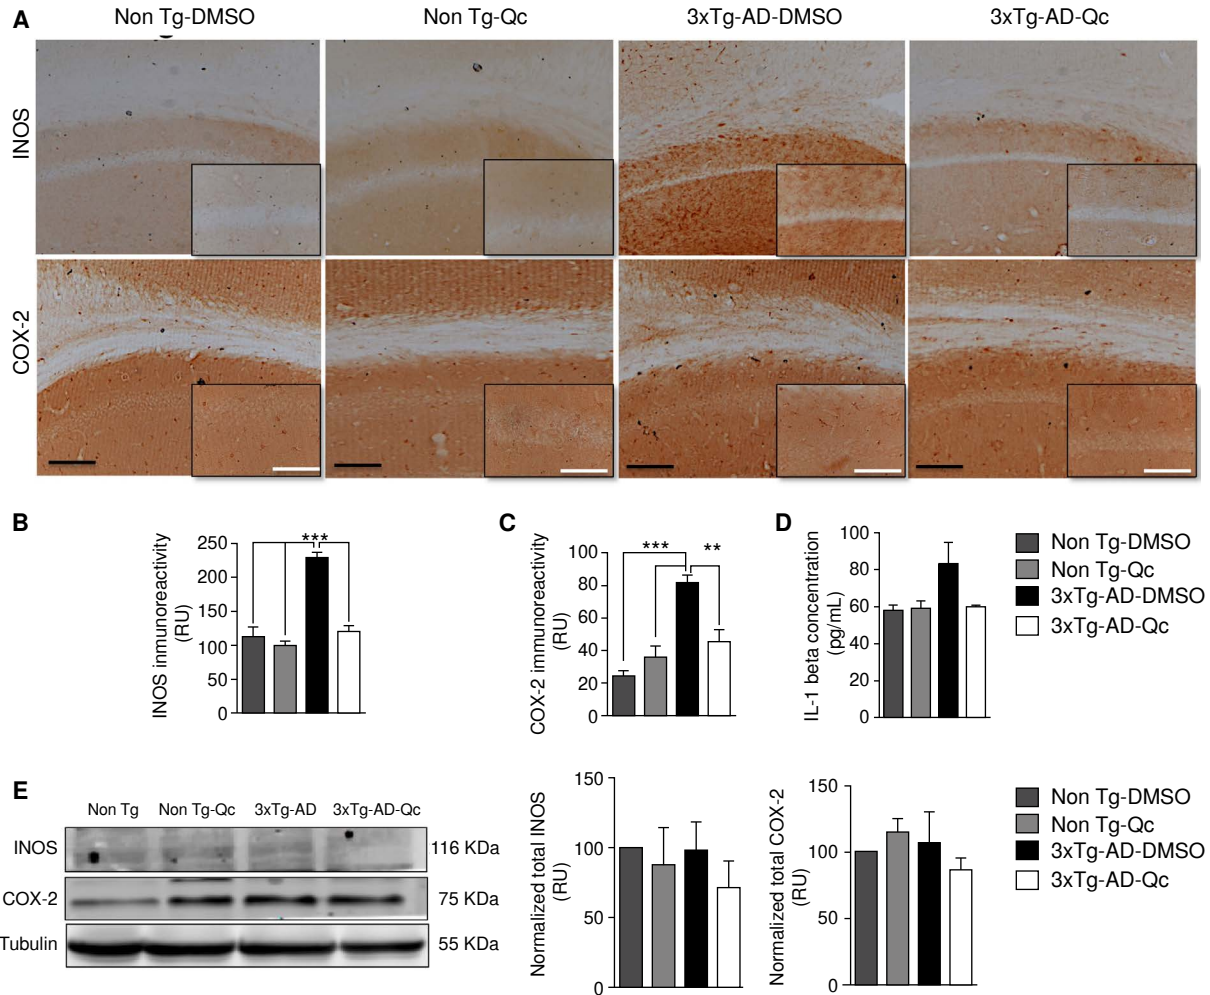 A
Non Tg-DMSO
Non Tg-Qc
3xTg-AD-DMSO
3xTg-AD-Qc
INOS
COX-2
B
INOS inmunoreactivity
(RU)
250
200
150
100
50
0
***
C
COX-2 immunoreactivity
(RU)
100
80
60
40
20
0
***
**
D
IL-1 beta concentration
(pg/mL)
100
80
60
40
20
0
Non Tg-DMSO
Non Tg-Qc
3xTg-AD-DMSO
3xTg-AD-Qc
E
Non Tg
Non Tg-Qc
3xTg-AD
3xTg-AD-Qc
INOS
116 KDa
COX-2
75 KDa
Tubulin
55 KDa
Normalized total INOS
(RU)
150
100
50
0
Normalized total COX-2
(RU)
150
100
50
0
Non Tg-DMSO
Non Tg-Qc
3xTg-AD-DMSO
3xTg-AD-Qc